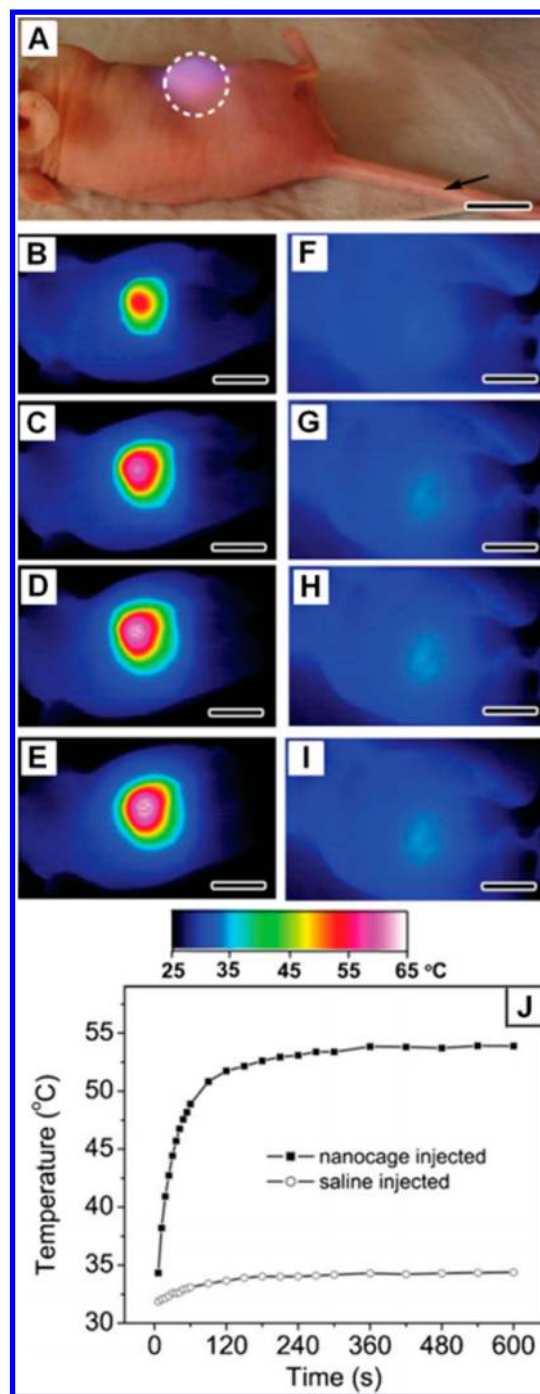 A
B F
C G
D H
E I
25 35 45 55 65 °C
J
55
50
45
40
35
30
Temperature (°C)
nanocage injected
saline injected
0 120 240 360 480 600
Time (s)